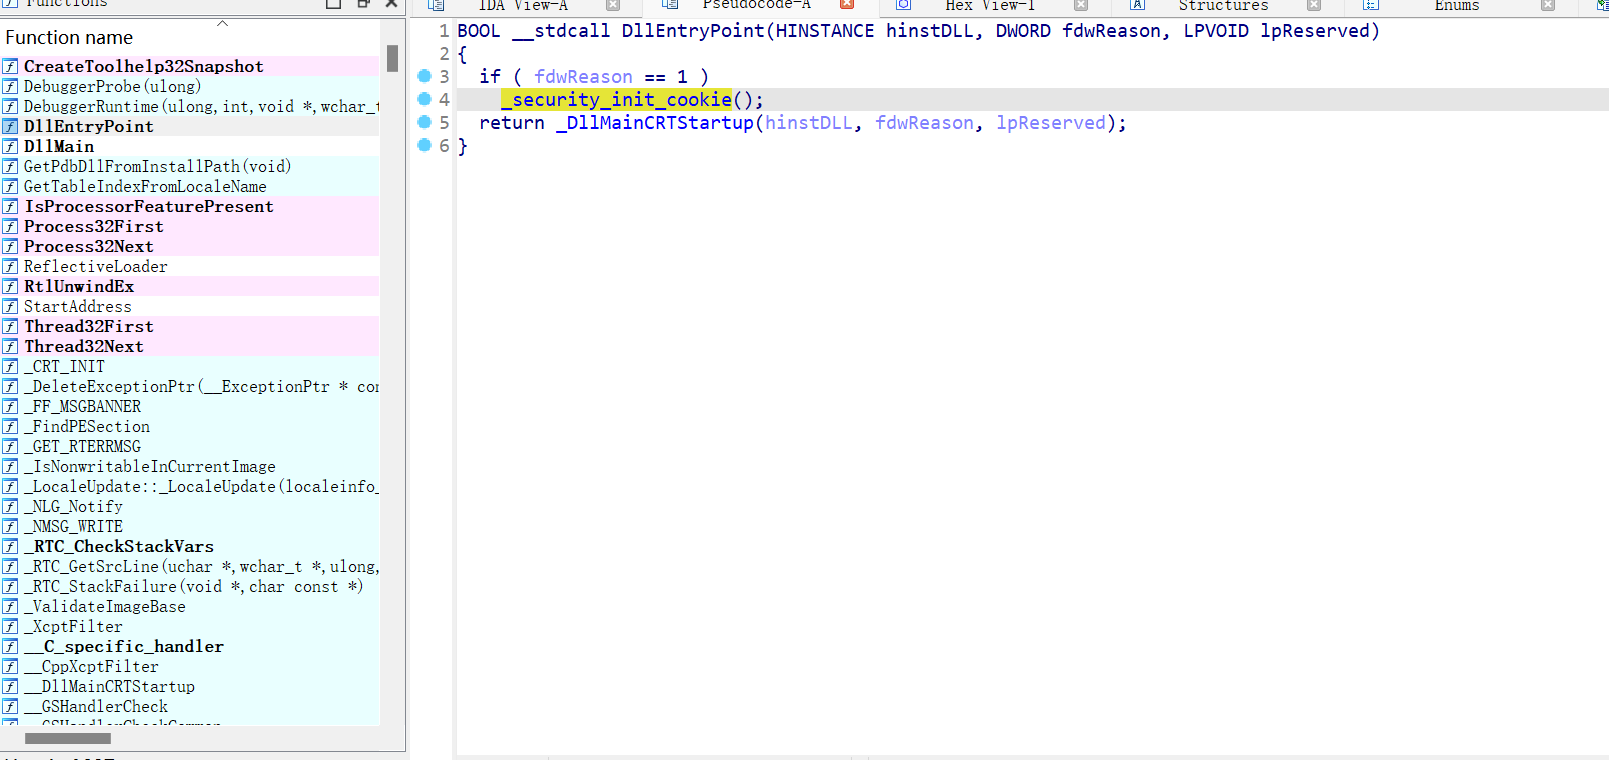 Functions
IDA View-A
Pseudocode-A
Hex View-1
Structures
Enums
Function name
CreateToolhelp32Snapshot
DebuggerProbe(ulong)
DebuggerRuntime(ulong,int,void *,wchar_t
DllEntryPoint
DllMain
GetPdbDllFromInstallPath(void)
GetTableIndexFromLocaleName
IsProcessorFeaturePresent
Process32First
Process32Next
ReflectiveLoader
RtlUnwindEx
StartAddress
Thread32First
Thread32Next
_CRT_INIT
_DeleteExceptionPtr(__ExceptionPtr * con
_FF_MSGBANNER
_FindPESection
_GET_RTERRMSG
_IsNonwritableInCurrentImage
_LocaleUpdate::_LocaleUpdate(localeinfo_
_NLG_Notify
_NMSG_WRITE
_RTC_CheckStackVars
_RTC_GetSrcLine(uchar *,wchar_t *,ulong,
_RTC_StackFailure(void *,char const *)
_ValidateImageBase
_XcptFilter
__C_specific_handler
__CppXcptFilter
__DllMainCRTStartup
__GSHandlerCheck
1 BOOL __stdcall DllEntryPoint(HINSTANCE hinstDLL, DWORD fdwReason, LPVOID lpReserved)
2 {
3 if ( fdwReason == 1 )
4 _security_init_cookie();
5 return _DllMainCRTStartup(hinstDLL, fdwReason, lpReserved);
6 }